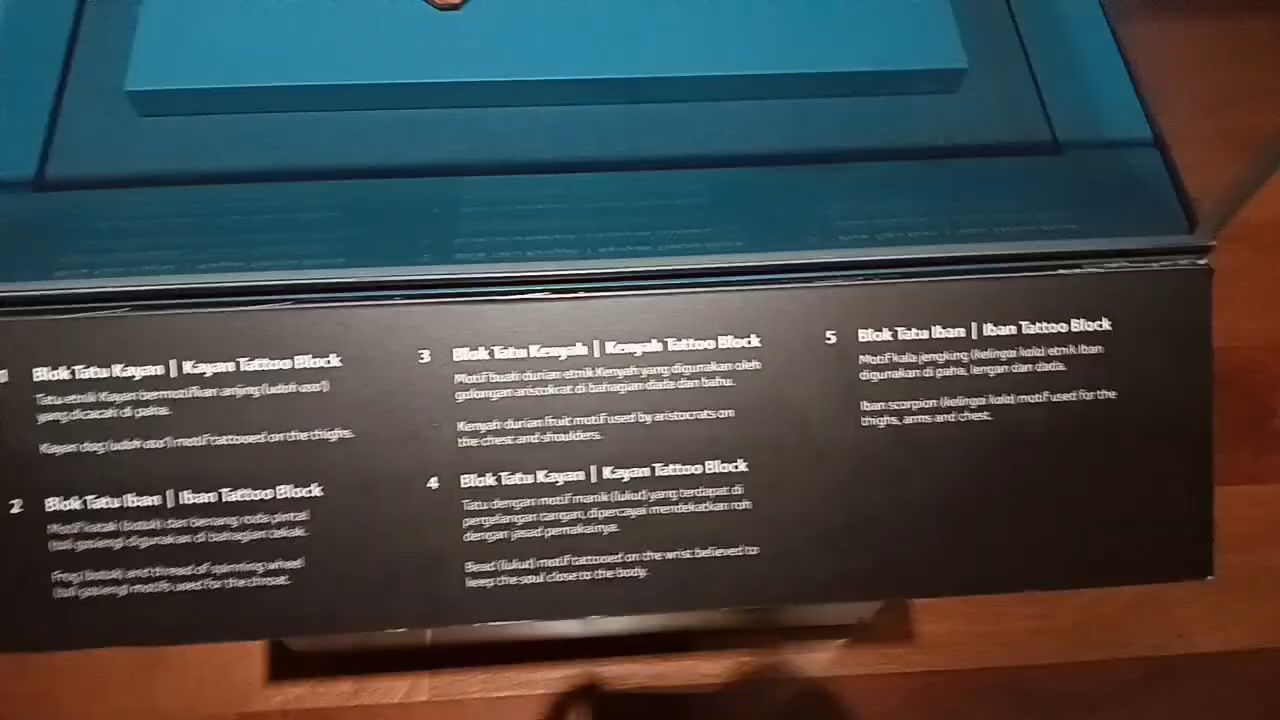 1 Blok Tatu Kayan | Kayan Tattoo Block
Tatu etnik Kayan bermotifkan anjing (udoh aso')
yang dicacah di paha.
Kayan dog (udoh aso') motif tattooed on the thighs.
2 Blok Tatu Iban | Iban Tattoo Block
Motif katak (batuk) dan benang roda pintal
(tali gasieng) digunakan di bahagian
Frog (batuk) and thread of spinning wheel
(tali gasieng) motifs used for the throat.
3 Blok Tatu Kenyah | Kenyah Tattoo Block
Motif buah durian etnik Kenyah yang digunakan oleh
golongan aristokrat di bahagian dada dan bahu.
Kenyah durian fruit motif used by aristocrats on
the chest and shoulders.
4 Blok Tatu Kayan | Kayan Tattoo Block
Tatu dengan motif manik (lukut) yang terdapat di
pergelangan tangan, dipercayai mendekatkan roh
dengan jasad pemakainya.
Bead (lukut) motif tattooed on the wrist believed to
keep the soul close to the body.
5 Blok Tatu Iban | Iban Tattoo Block
Motif kala jengking (kelingai kala) etnik Iban
digunakan di paha, lengan dan dada.
Iban scorpion (kelingai kala) motif used for the
thighs, arms and chest.